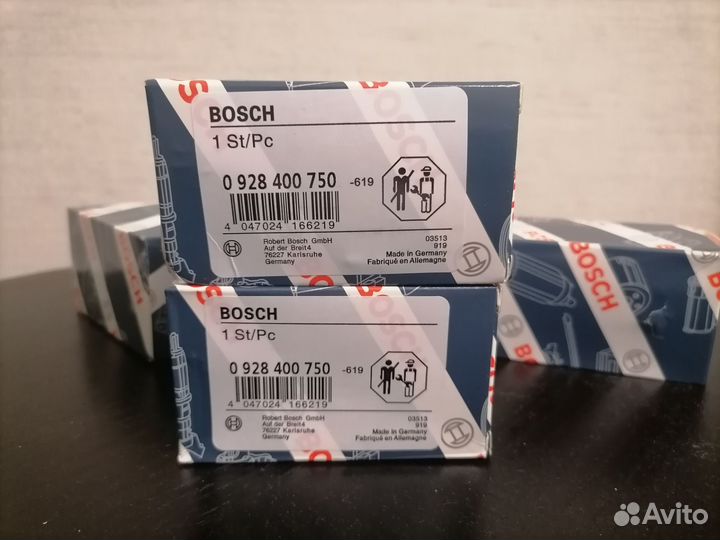 BOSCH
1 St/Pc
0 928 400 750 -619
4 047024 166219
Robert Bosch GmbH
Auf der Breit4
76227 Karlsruhe
Germany
03513
919
Made in Germany
Fabriqué en Allemagne
BOSCH
BOSCH
1 St/Pc
0 928 400 750 -619
4 047024 166219
Robert Bosch GmbH
Auf der Breit4
76227 Karlsruhe
Germany
03513
919
Made in Germany
Fabriqué en Allemagne
BOSCH
BOSCH
Avito